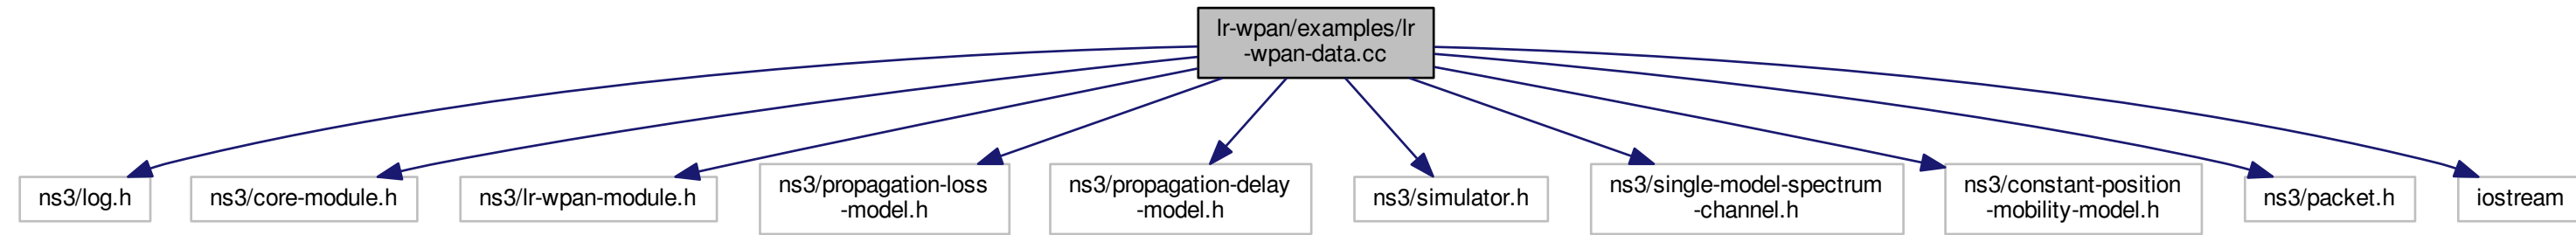 lr-wpan/examples/lr
-wpan-data.cc
ns3/log.h
ns3/core-module.h
ns3/lr-wpan-module.h
ns3/propagation-loss
-model.h
ns3/propagation-delay
-model.h
ns3/simulator.h
ns3/single-model-spectrum
-channel.h
ns3/constant-position
-mobility-model.h
ns3/packet.h
iostream